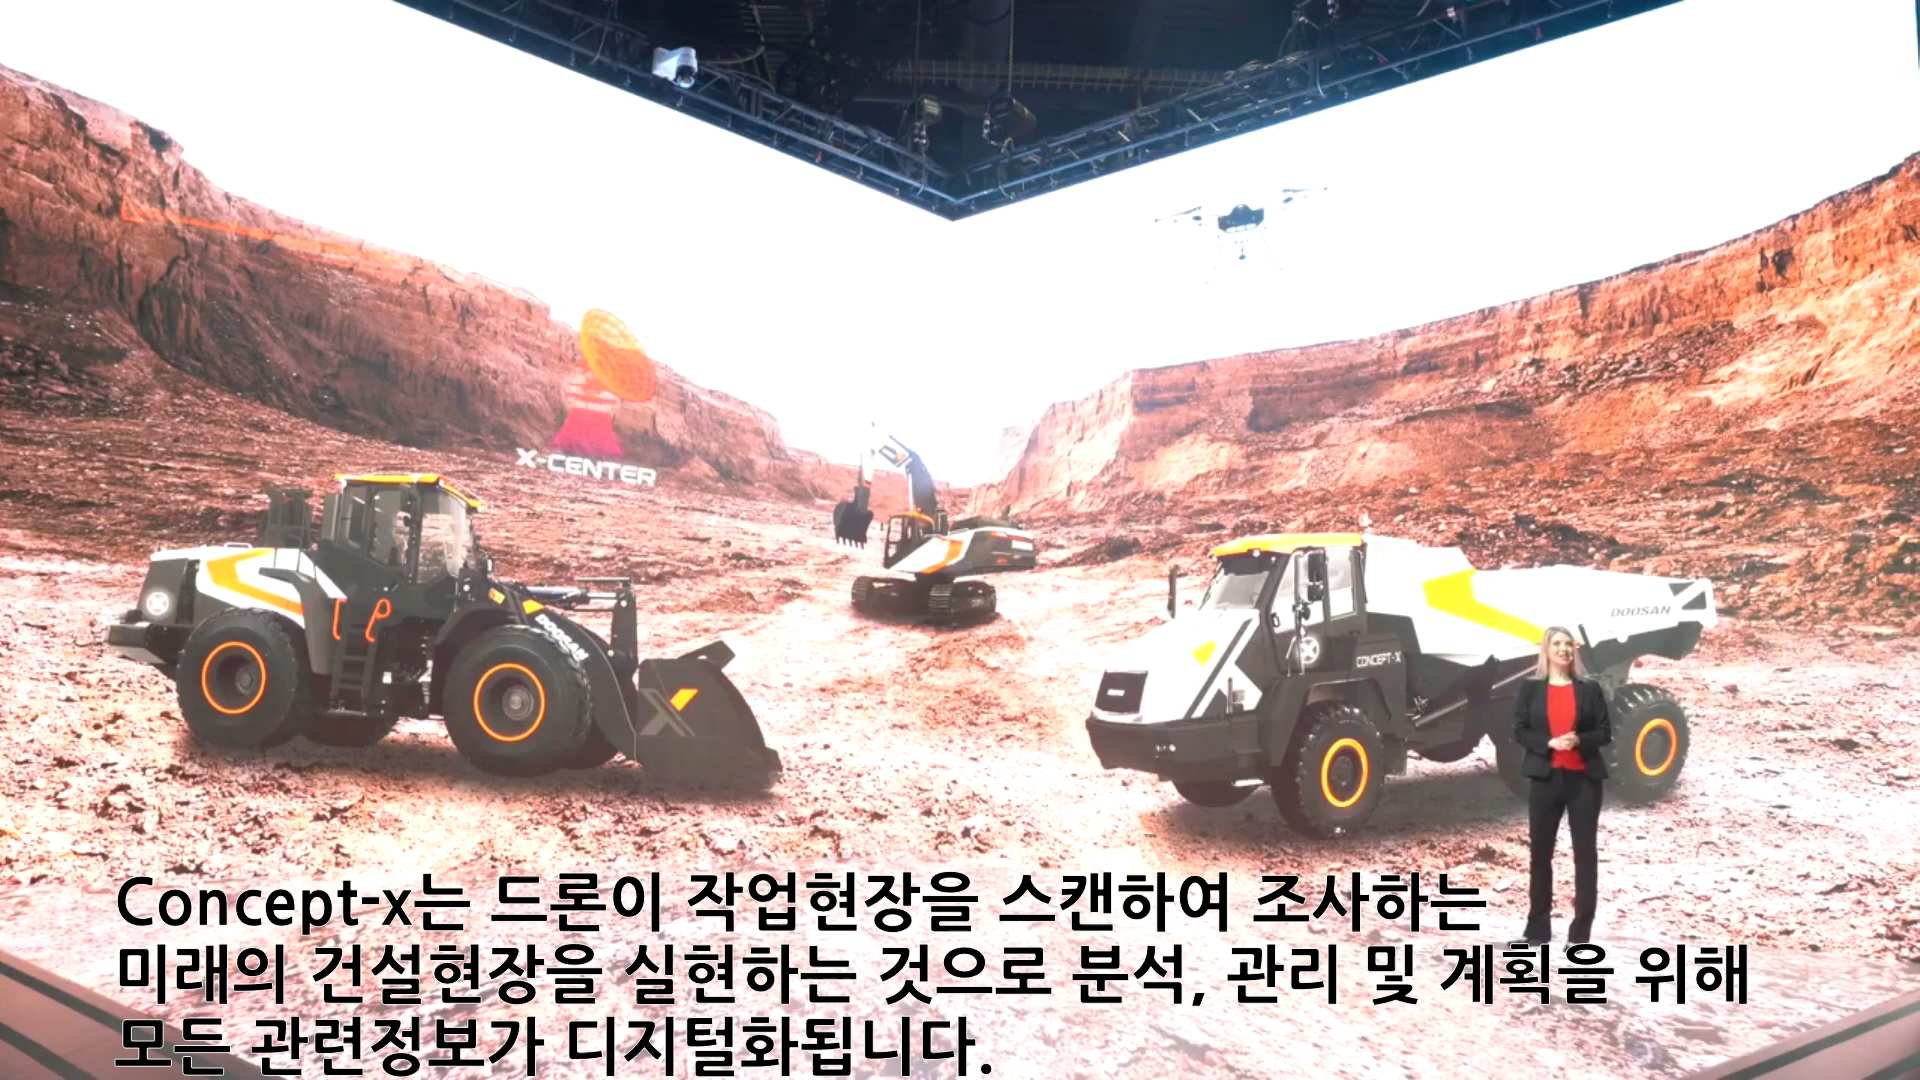 X-CENTER
DOOSAN
DOOSAN
CONCEPT-X
X
Concept-x는 드론이 작업현장을 스캔하여 조사하는
미래의 건설현장을 실현하는 것으로 분석, 관리 및 계획을 위해
모든 관련정보가 디지털화됩니다.